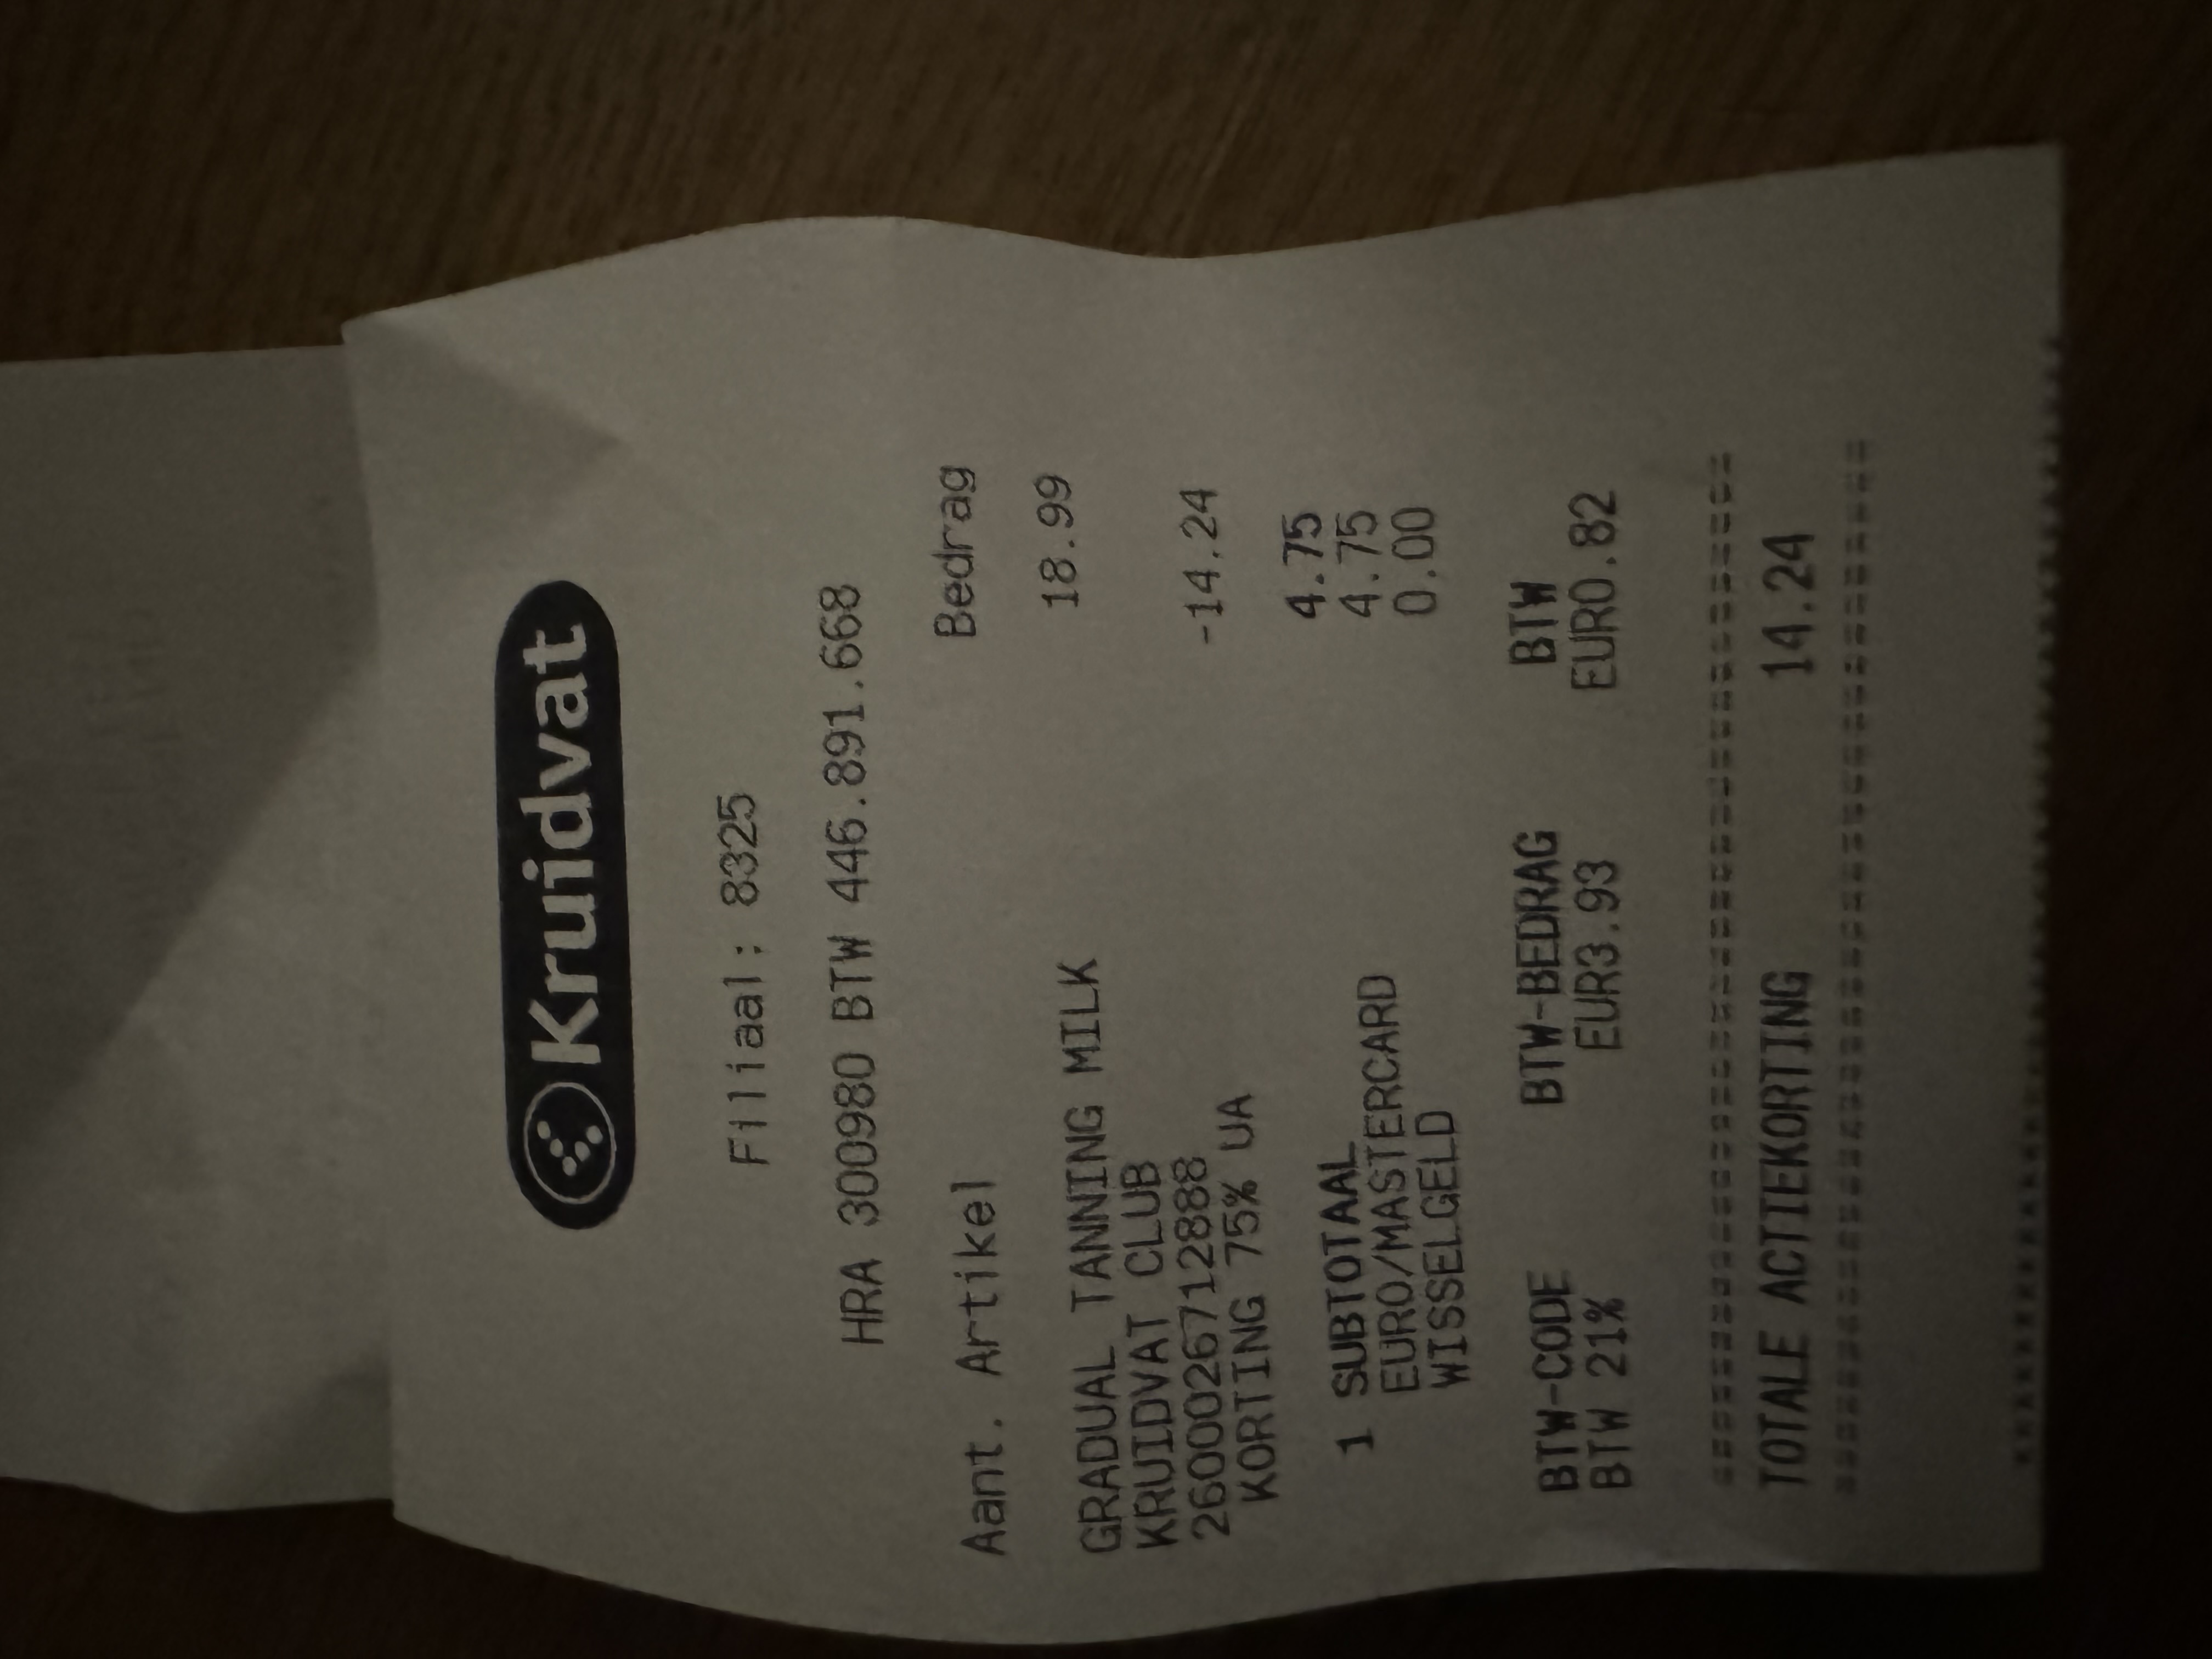 Kruidvat
Filiaal: 8325
HRA 300980 BTW 446.891.668
Aant. Artikel Bedrag
GRADUAL TANNING MILK 18.99
KRUIDVAT CLUB
2600026712888
KORTING 75% UA -14.24
1 SUBTOTAAL 4.75
EURO/MASTERCARD 4.75
WISSELGELD 0.00
BTW-CODE BTW-BEDRAG BTW
BTW 21% EUR3.93 EUR0.82
================================
TOTALE ACTIEKORTING 14.24
================================